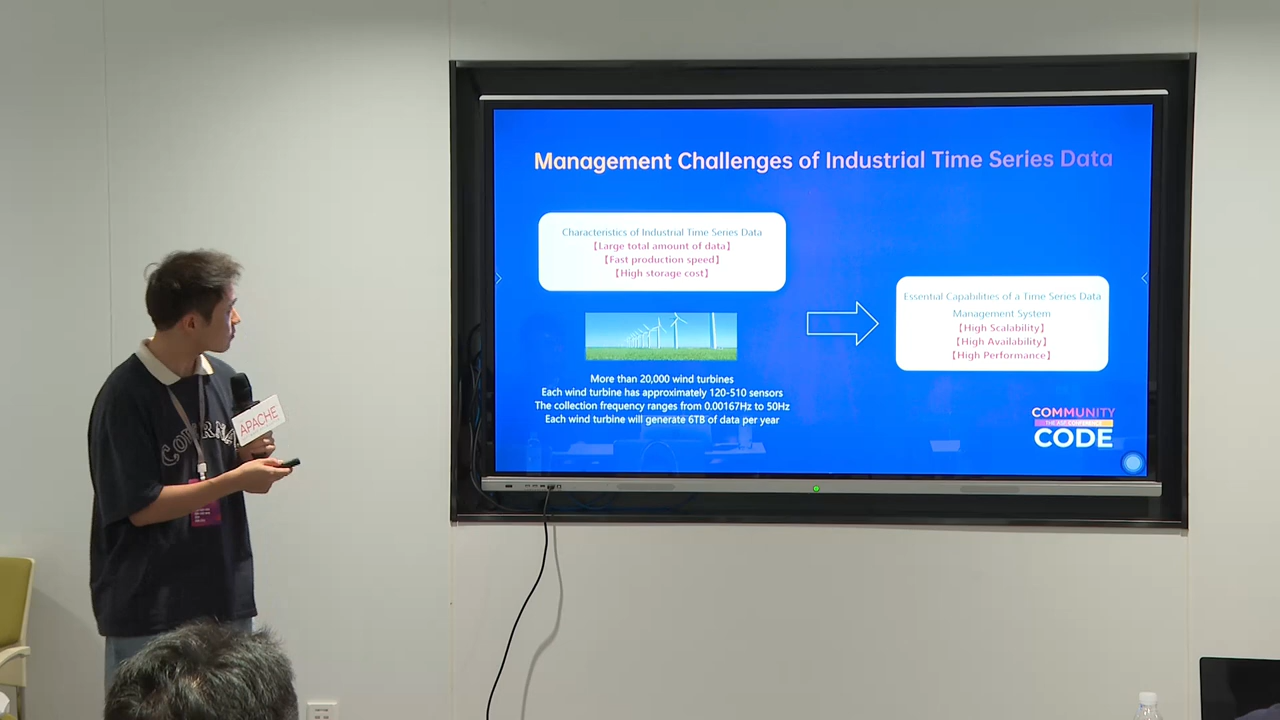 Management Challenges of Industrial Time Series Data
Characteristics of Industrial Time Series Data
【Large total amount of data】
【Fast production speed】
【High storage cost】
More than 20,000 wind turbines
Each wind turbine has approximately 120-510 sensors
The collection frequency ranges from 0.00167Hz to 50Hz
Each wind turbine will generate 6TB of data per year
Essential Capabilities of a Time Series Data
Management System
【High Scalability】
【High Availability】
【High Performance】
COMMUNITY
THE ASF CONFERENCE
CODE
APACHE